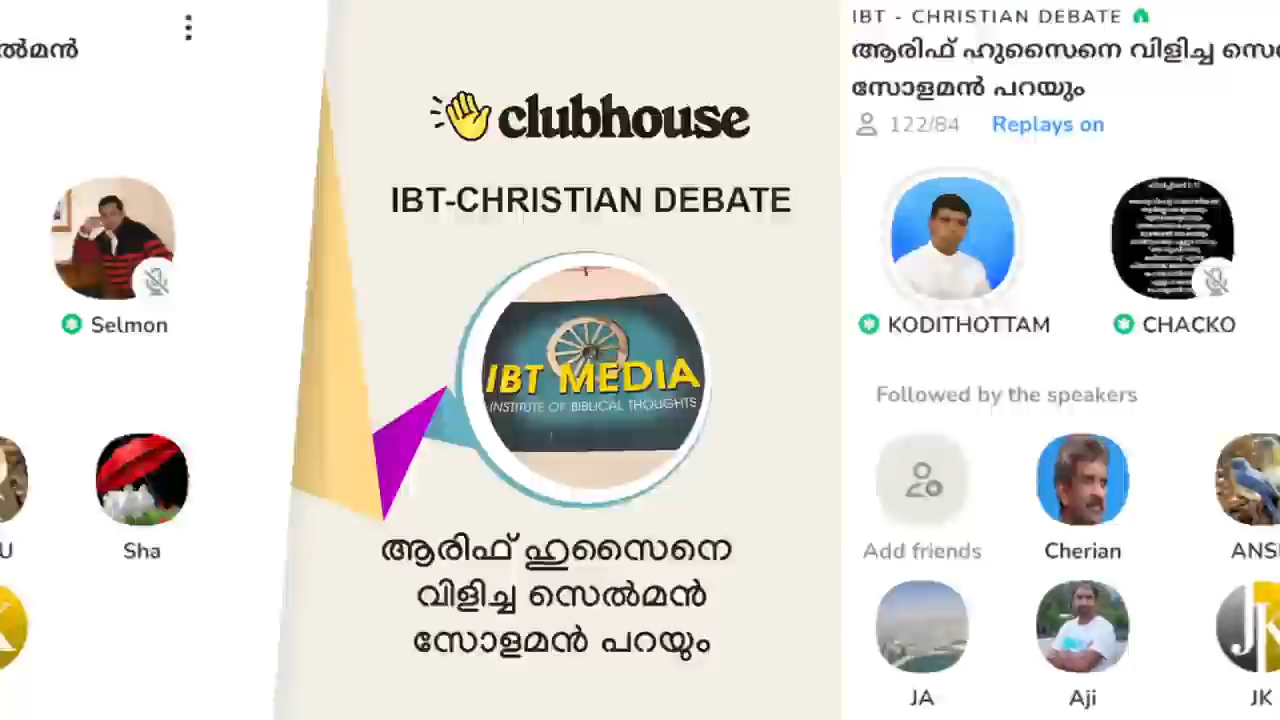 ൽമൻ
Selmon
U
Sha
clubhouse
IBT-CHRISTIAN DEBATE
IBT MEDIA
INSTITUTE OF BIBLICAL THOUGHTS
ആരിഫ് ഹുസൈനെ
വിളിച്ച സെൽമൻ
സോളമൻ പറയും
IBT - CHRISTIAN DEBATE
ആരിഫ് ഹുസൈനെ വിളിച്ച സെ
സോളമൻ പറയും
122/84 Replays on
KODITHOTTAM CHACKO
Followed by the speakers
Add friends Cherian ANS
JK
JA Aji JK